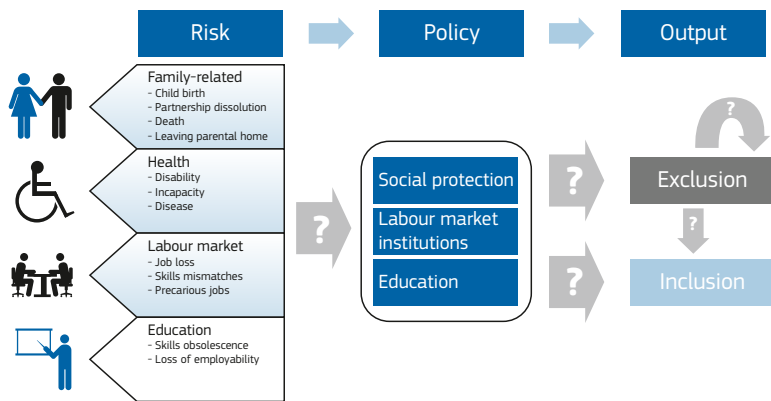 Risk
Policy
Output
Family-related
- Child birth
- Partnership dissolution
- Death
- Leaving parental home
Health
- Disability
- Incapacity
- Disease
Labour market
- Job loss
- Skills mismatches
- Precarious jobs
Education
- Skills obsolescence
- Loss of employability
?
Social protection
Labour market
institutions
Education
?
?
?
Exclusion
?
Inclusion